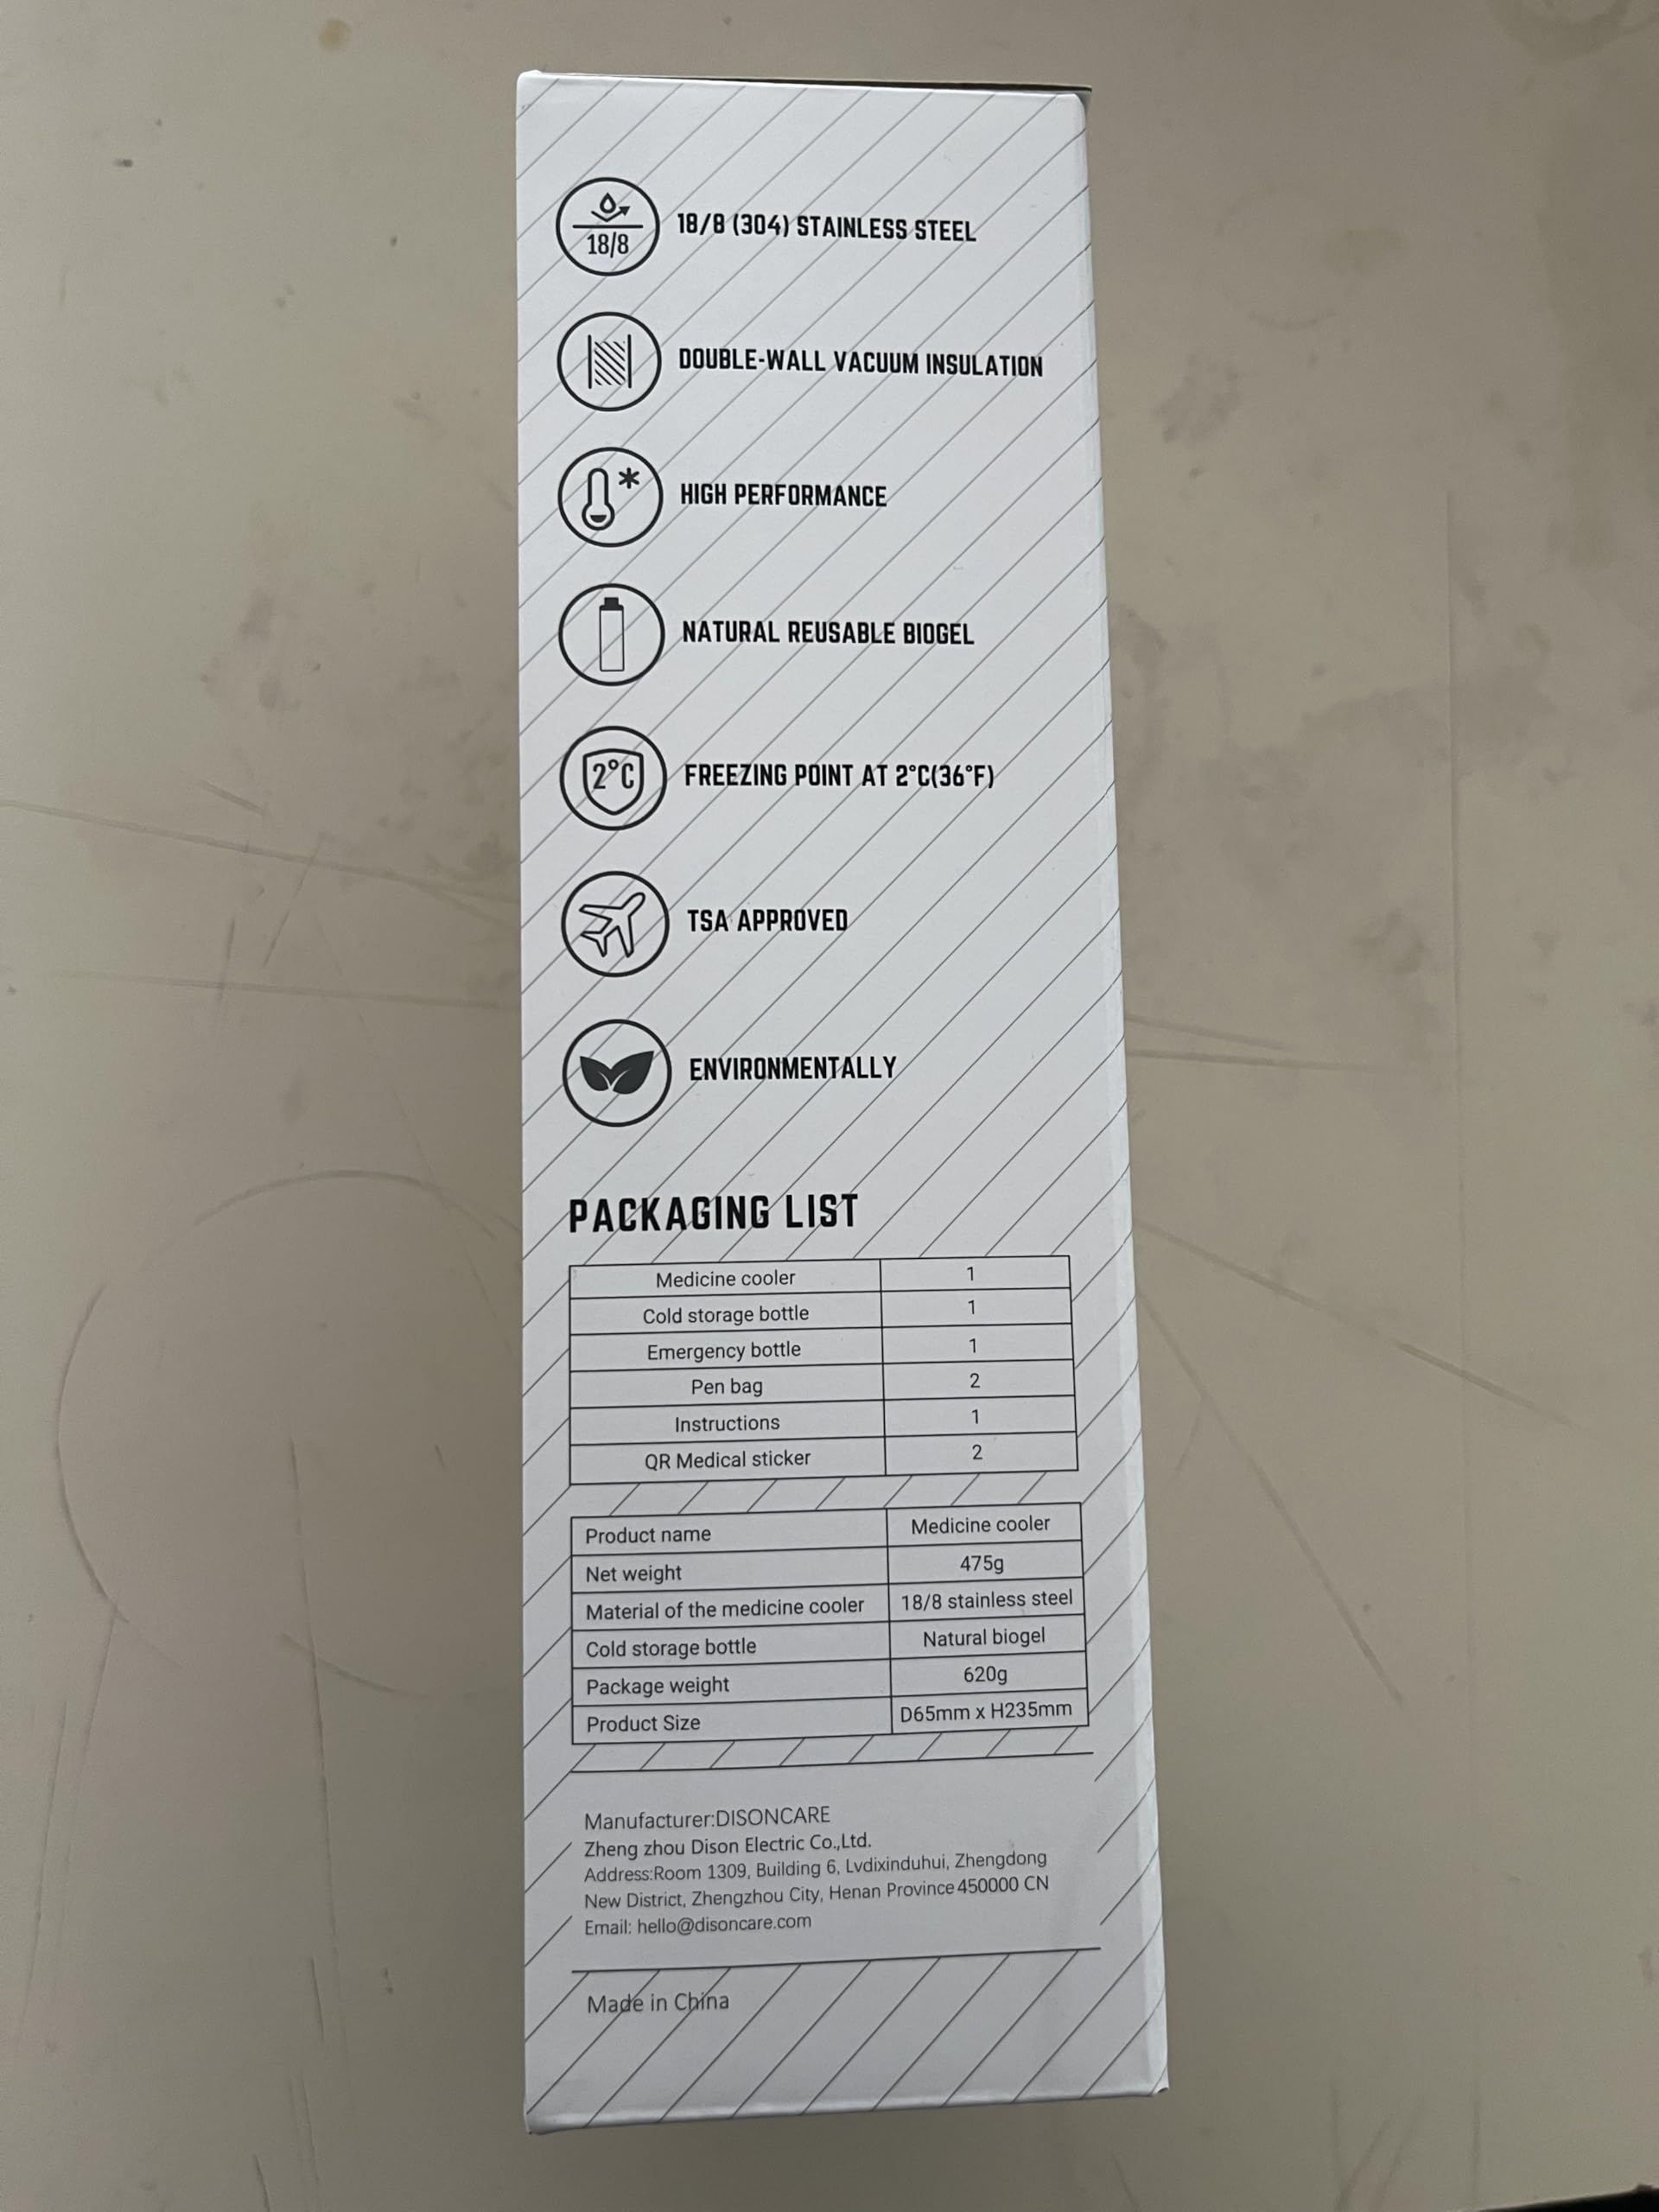 18/8
18/8 (304) STAINLESS STEEL
DOUBLE-WALL VACUUM INSULATION
HIGH PERFORMANCE
NATURAL REUSABLE BIOGEL
2°C
FREEZING POINT AT 2°C(36°F)
TSA APPROVED
ENVIRONMENTALLY
PACKAGING LIST
Medicine cooler 1
Cold storage bottle 1
Emergency bottle 1
Pen bag 2
Instructions 1
QR Medical sticker 2
Product name Medicine cooler
Net weight 475g
Material of the medicine cooler 18/8 stainless steel
Cold storage bottle Natural biogel
Package weight 620g
Product Size D65mm x H235mm
Manufacturer:DISONCARE
Zheng zhou Dison Electric Co.,Ltd.
Address:Room 1309, Building 6, Lvdixinduhui, Zhengdong
New District, Zhengzhou City, Henan Province 450000 CN
Email: hello@disoncare.com
Made in China